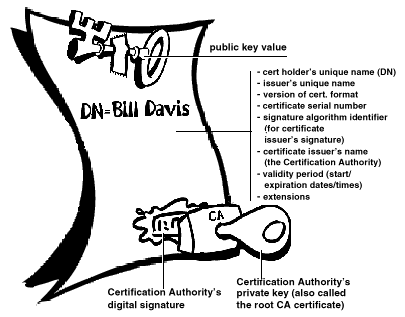 public key value
DN=Bill Davis
- cert holder's unique name (DN)
- issuer's unique name
- version of cert. format
- certificate serial number
- signature algorithm identifier
(for certificate
issuer's signature)
- certificate issuer's name
(the Certification Authority)
- validity period (start/
expiration dates/times)
- extensions
CA
Certification Authority's
digital signature
Certification Authority's
private key (also called
the root CA certificate)